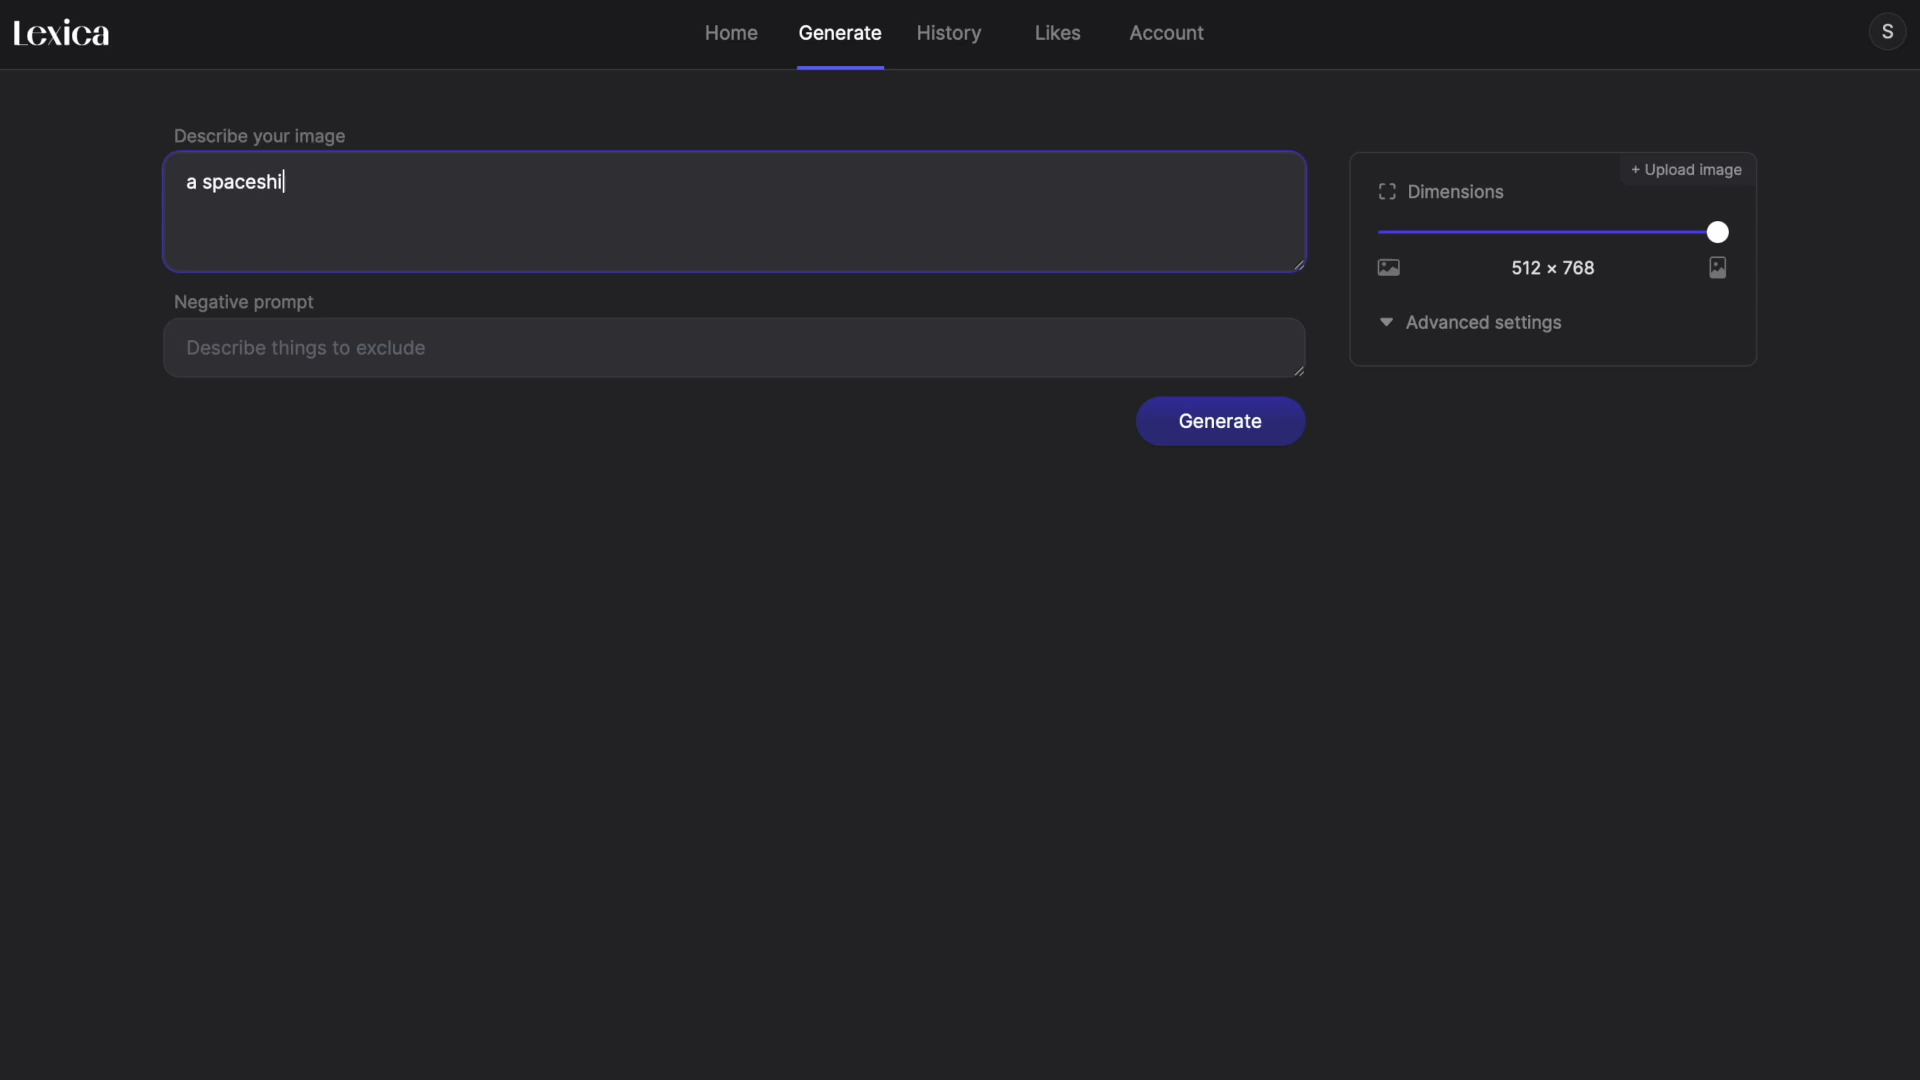 Lexica
Home Generate History Likes Account
S
Describe your image
a spaceshi
+ Upload image
Dimensions
512 × 768
Advanced settings
Negative prompt
Describe things to exclude
Generate